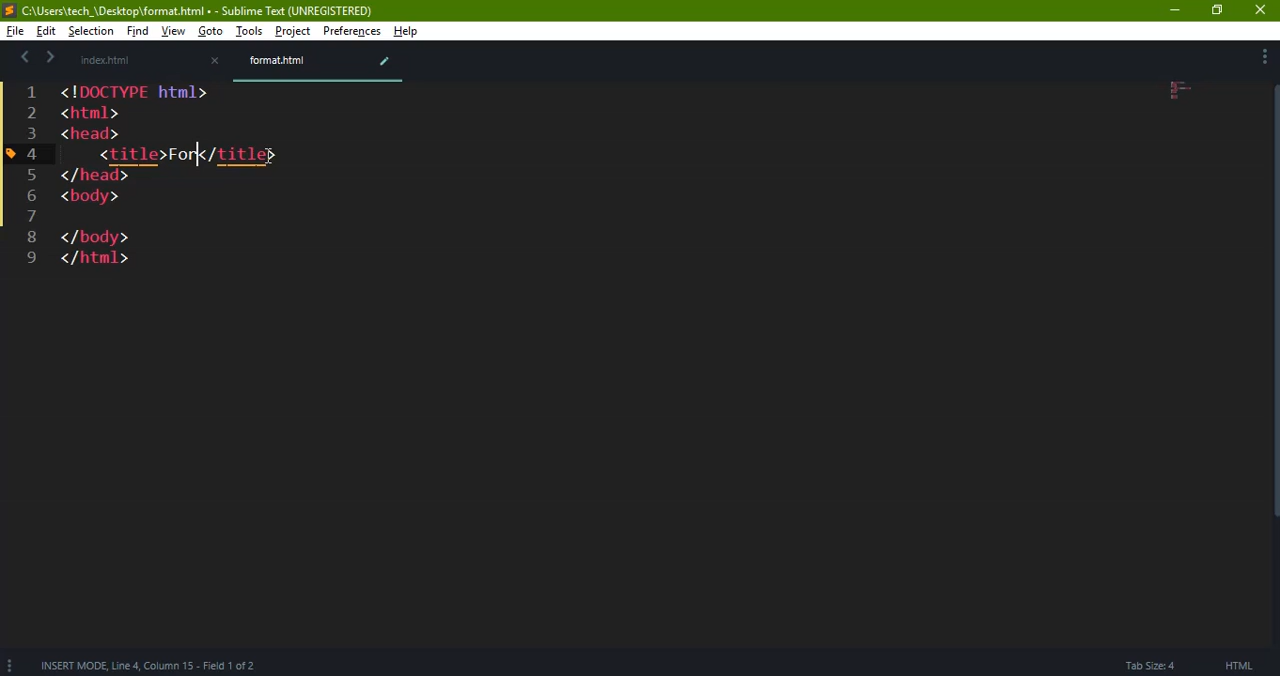 C:\Users\tech_\Desktop\format.html • - Sublime Text (UNREGISTERED)
File Edit Selection Find View Goto Tools Project Preferences Help
index.html format.html
1 <!DOCTYPE html>
2 <html>
3 <head>
4 <title>For</title>
5 </head>
6 <body>
7
8 </body>
9 </html>
INSERT MODE, Line 4, Column 15 - Field 1 of 2 Tab Size: 4 HTML